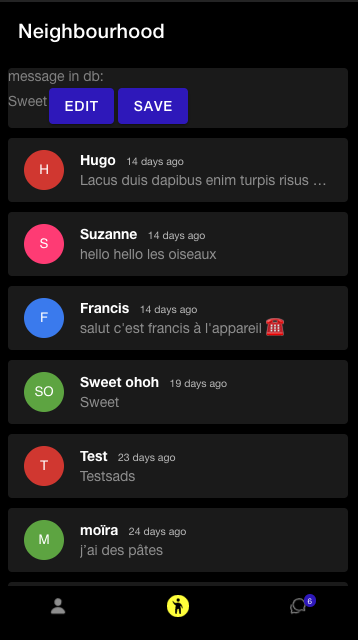 Neighbourhood
message in db:
Sweet EDIT SAVE
H
Hugo 14 days ago
Lacus duis dapibus enim turpis risus ...
S
Suzanne 14 days ago
hello hello les oiseaux
F
Francis 14 days ago
salut c'est francis à l'appareil ☎️
SO
Sweet ohoh 19 days ago
Sweet
T
Test 23 days ago
Testsads
M
moïra 24 days ago
j'ai des pâtes
6